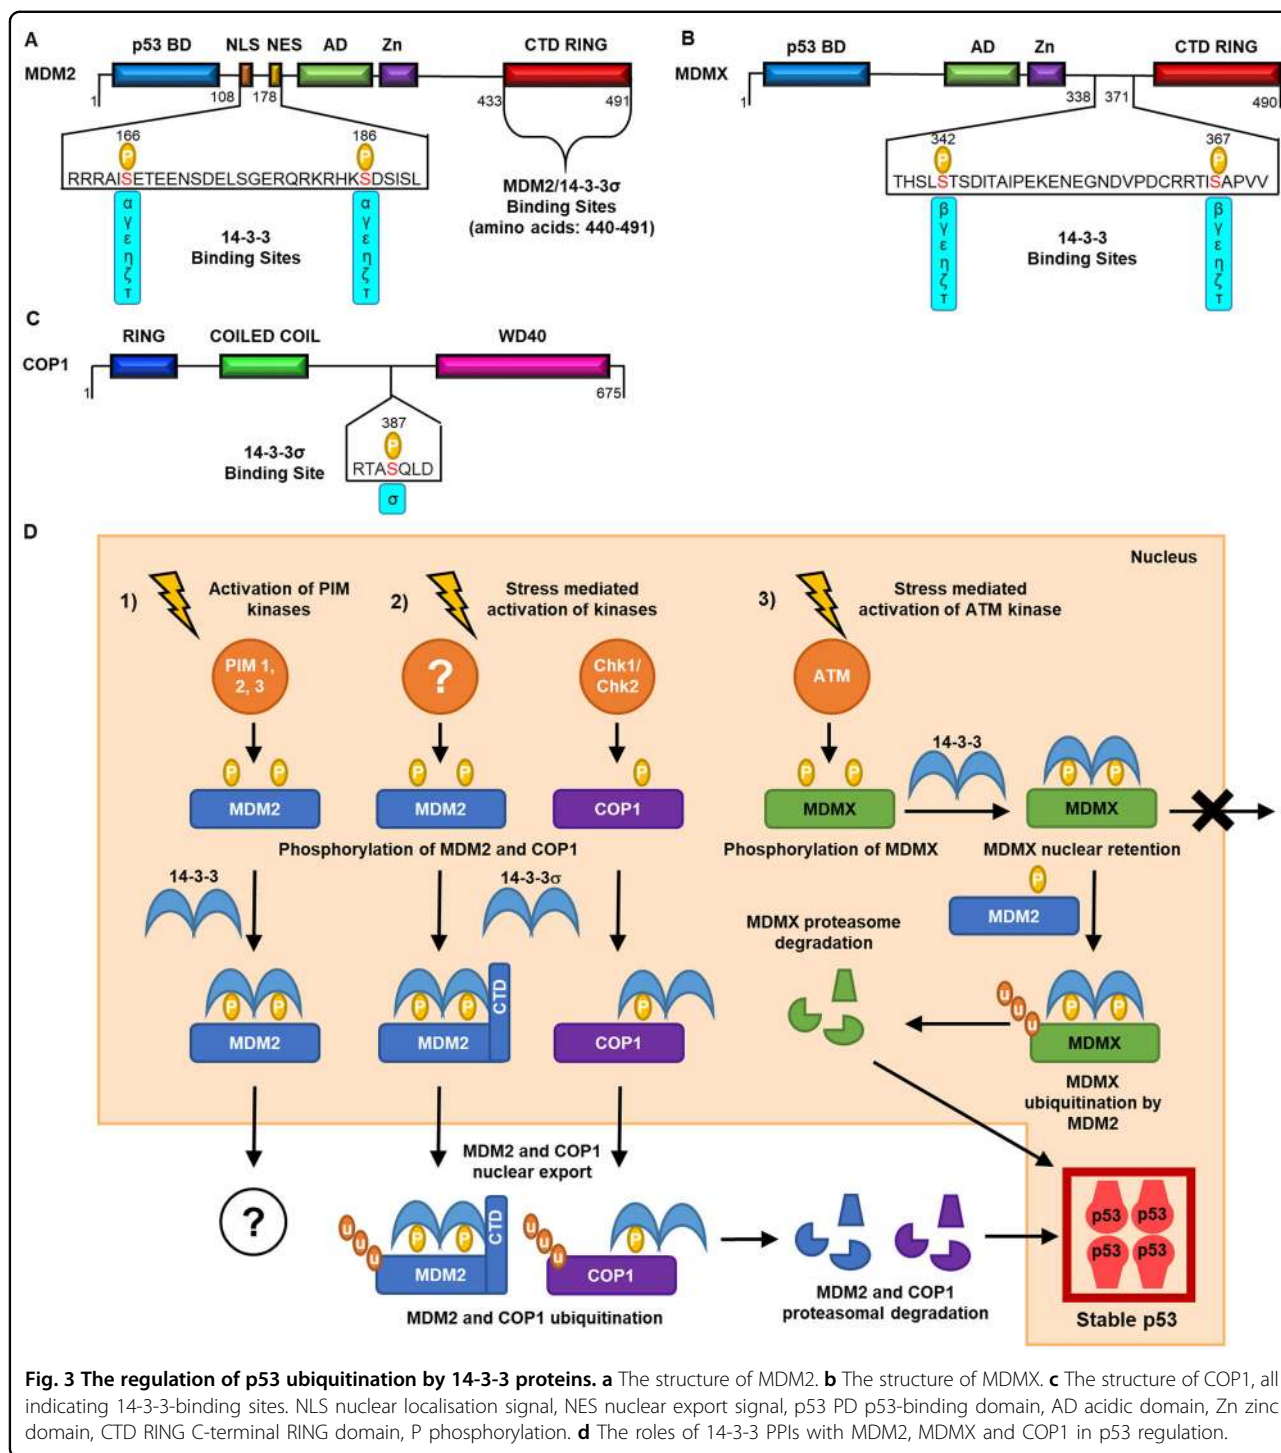 A
MDM2
p53 BD
NLS
NES
AD
Zn
CTD RING
1
108
178
433
491
166
186
P
P
RRRAISETEENSDELSGERQRKRHKSDSISL
α
γ
ε
η
ζ
τ
α
γ
ε
η
ζ
τ
14-3-3
Binding Sites
MDM2/14-3-3σ
Binding Sites
(amino acids: 440-491)
B
MDMX
p53 BD
AD
Zn
CTD RING
1
338
371
490
342
367
P
P
THSLSTSDITAIPEKENEGNDVPDCRRTISAPVV
β
γ
ε
η
ζ
τ
β
γ
ε
η
ζ
τ
14-3-3
Binding Sites
C
COP1
RING
COILED COIL
WD40
1
675
387
P
RTASQLD
σ
14-3-3σ
Binding Site
D
Nucleus
1)
Activation of PIM
kinases
2)
Stress mediated
activation of kinases
3)
Stress mediated
activation of ATM kinase
PIM 1,
2, 3
?
Chk1/
Chk2
ATM
P
P
MDM2
P
P
MDM2
P
COP1
P
P
MDMX
14-3-3
P
P
MDMX
Phosphorylation of MDM2 and COP1
Phosphorylation of MDMX
MDMX nuclear retention
14-3-3
14-3-3σ
P
MDM2
MDMX proteasome
degradation
P
P
MDM2
P
P
MDM2
CTD
P
COP1
u
u
u
P
P
MDMX
MDMX
ubiquitination by
MDM2
MDM2 and COP1
nuclear export
?
u
u
u
P
P
MDM2
CTD
u
u
u
P
COP1
MDM2 and COP1 ubiquitination
MDM2 and COP1
proteasomal degradation
p53
p53
p53
p53
Stable p53
Fig. 3 The regulation of p53 ubiquitination by 14-3-3 proteins. a The structure of MDM2. b The structure of MDMX. c The structure of COP1, all
indicating 14-3-3-binding sites. NLS nuclear localisation signal, NES nuclear export signal, p53 PD p53-binding domain, AD acidic domain, Zn zinc
domain, CTD RING C-terminal RING domain, P phosphorylation. d The roles of 14-3-3 PPIs with MDM2, MDMX and COP1 in p53 regulation.